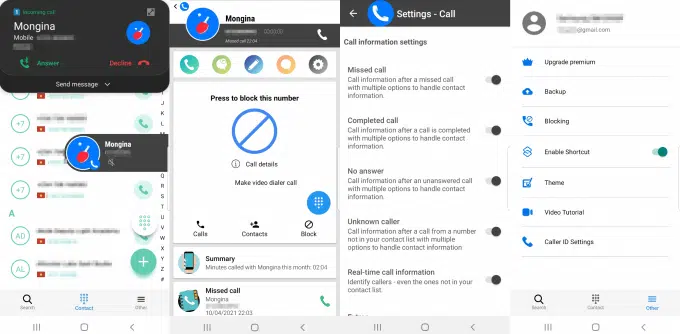 Incoming call
Mongina
Mobile
Answer
Decline
Send message
+7
+7
Mongina
+7
+7
A
AD
AL
T
U
V
W
X
Y
Z
#
Search
Contact
Other
Mongina
Missed call 22:04
Press to block this number
Call details
Make video dialer call
Calls
Contacts
Block
Summary
Minutes called with Mongina this month: 02:04
Missed call
Mongina
10/04/2021 22:03
Settings - Call
Call information settings
Missed call
Call information after a missed call
with multiple options to handle contact
information.
Completed call
Call information after a call is completed
with multiple options to handle contact
information.
No answer
Call information after an unanswered call
with multiple options to handle contact
information.
Unknown caller
Call information after a call from a number
not in your contact list with multiple
options to handle contact information
Real-time call information
Identify callers - even the ones not in your
contact list.
@gmail.com
Upgrade premium
Backup
Blocking
Enable Shortcut
Theme
Video Tutorial
Caller ID Settings
Search
Contact
Other